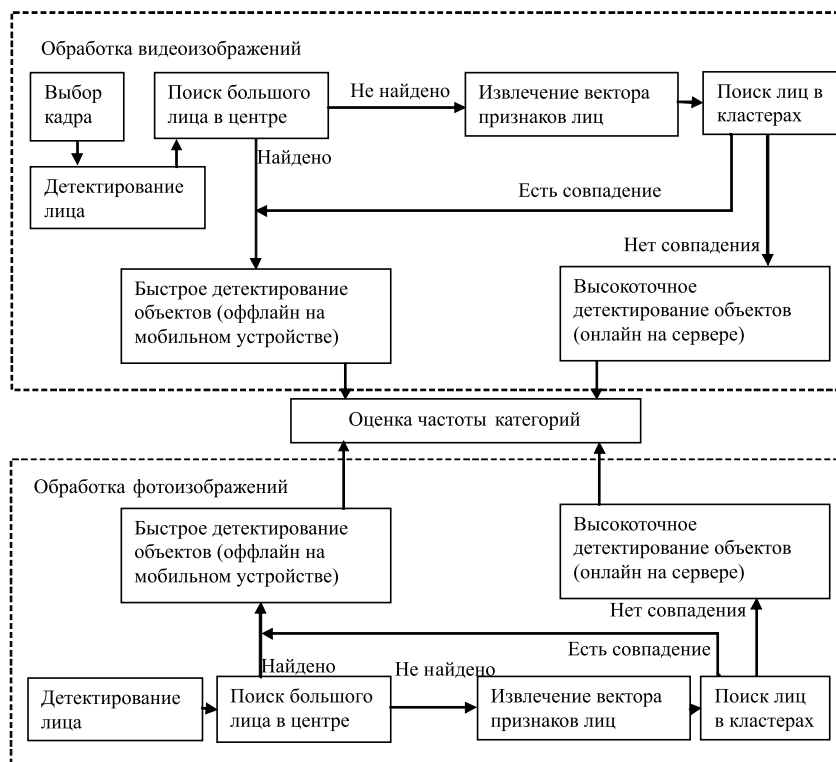 Обработка видеоизображений
Выбор
кадра
Поиск большого
лица в центре
Не найдено
Извлечение вектора
признаков лиц
Поиск лиц в
кластерах
Детектирование
лица
Найдено
Есть совпадение
Нет совпадения
Быстрое детектирование
объектов (оффлайн на
мобильном устройстве)
Высокоточное
детектирование объектов
(онлайн на сервере)
Оценка частоты категорий
Обработка фотоизображений
Быстрое детектирование
объектов (оффлайн на
мобильном устройстве)
Высокоточное
детектирование объектов
(онлайн на сервере)
Нет совпадения
Есть совпадение
Найдено
Не найдено
Детектирование
лица
Поиск большого
лица в центре
Извлечение вектора
признаков лиц
Поиск лиц
в кластерах